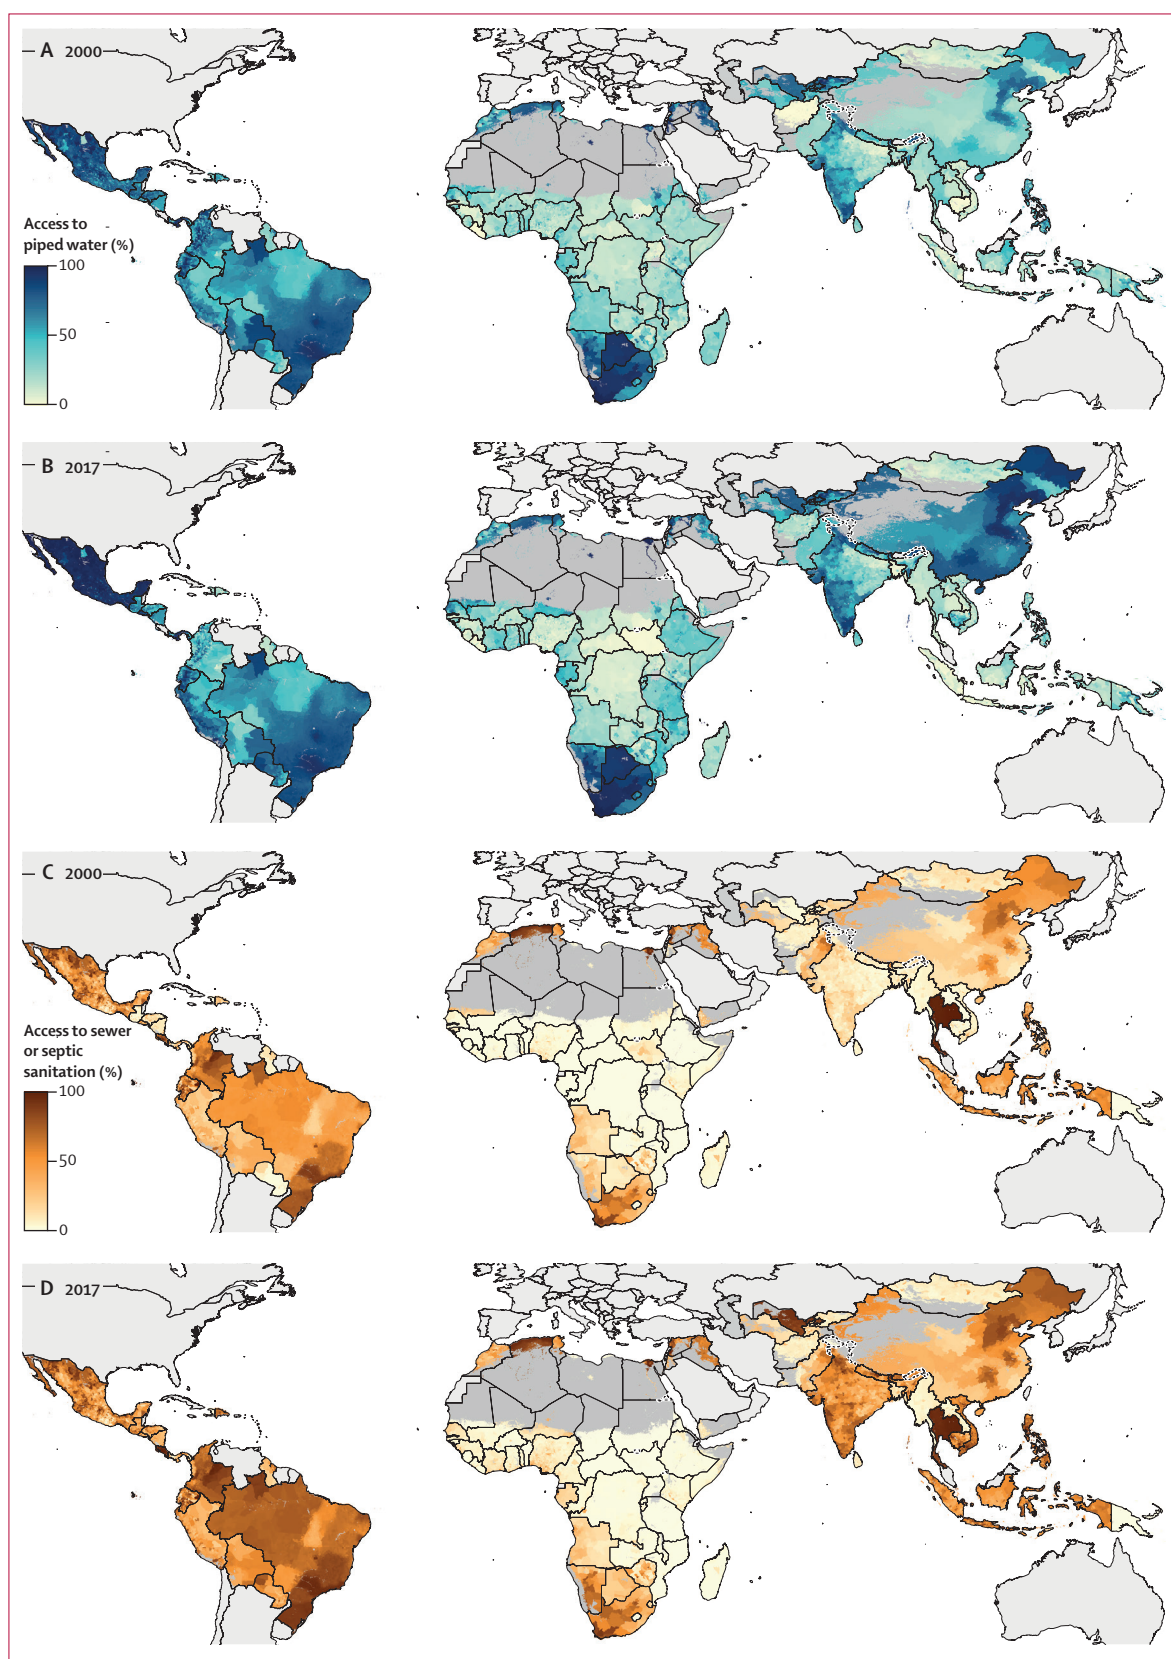 A 2000
Access to
piped water (%)
100
50
0
B 2017
C 2000
Access to sewer
or septic
sanitation (%)
100
50
0
D 2017